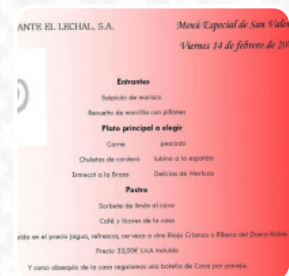 ANTE EL LECHAL, S.A.
Menú Especial de San Valen
Viernes 14 de febrero de 20
Entrantes
Salpicón de marisco
Revuelto de morcilla con piñones
Plato principal a elegir
Carne pescado
Chuletas de cordero lubina a la espalda
Entrecot a la Brasa Delicias de Merluza
Postre
Sorbete de limón al cava
Café y licores de la casa
uido en el precio (agua, refrescos, cerveza o vino Rioja Crianza o Ribera del Duero Roble
Precio 33,00€ I.V.A Incluido
Y como obsequio de la casa regalamos una botella de Cava por pareja.